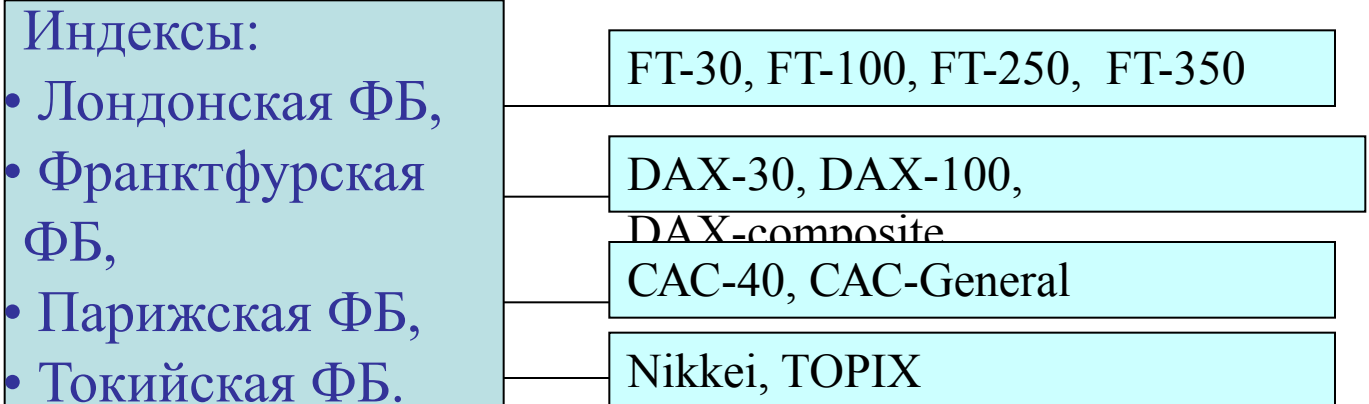 Индексы:
• Лондонская ФБ,
• Франктфурская
ФБ,
• Парижская ФБ,
• Токийская ФБ.
FT-30, FT-100, FT-250, FT-350
DAX-30, DAX-100,
DAX-composite
CAC-40, CAC-General
Nikkei, TOPIX